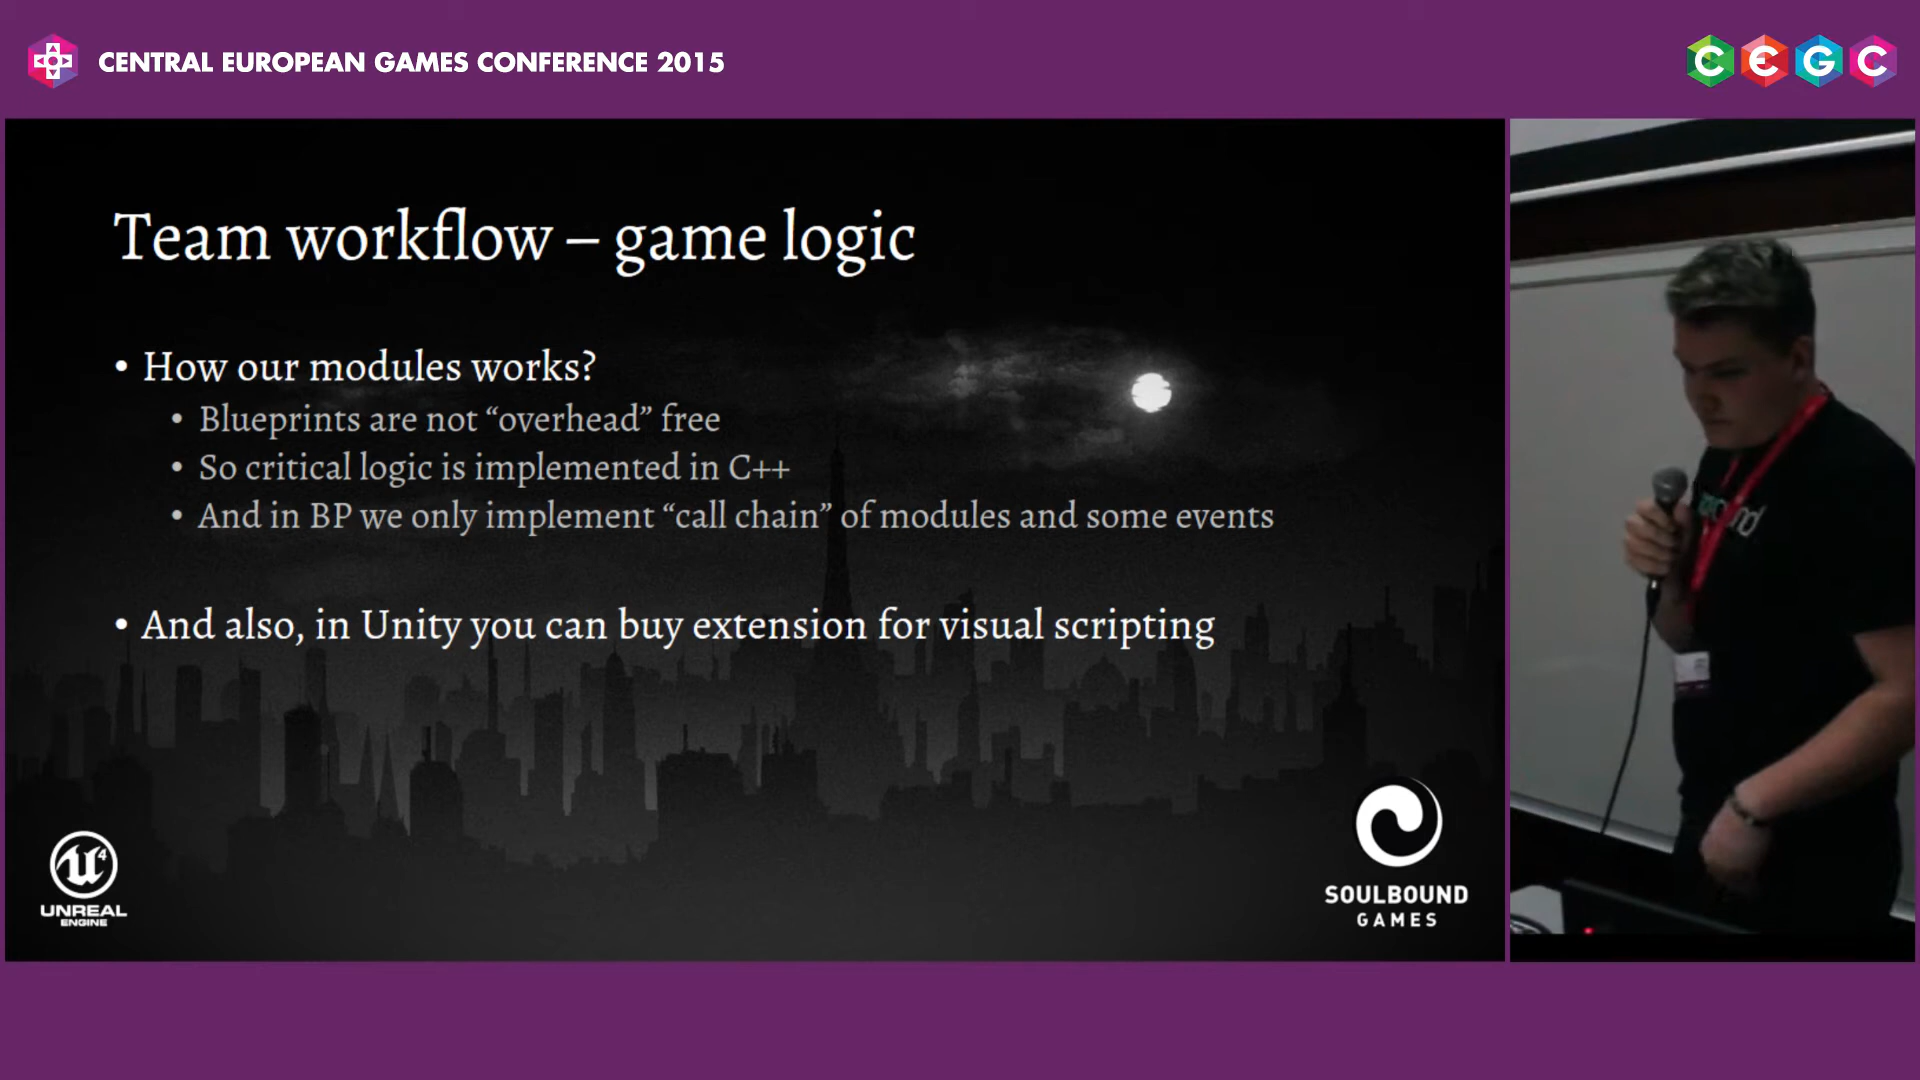 CENTRAL EUROPEAN GAMES CONFERENCE 2015
CEGC
Team workflow – game logic
• How our modules works?
• Blueprints are not “overhead” free
• So critical logic is implemented in C++
• And in BP we only implement “call chain” of modules and some events
• And also, in Unity you can buy extension for visual scripting
U4
UNREAL
ENGINE
SOULBOUND
GAMES